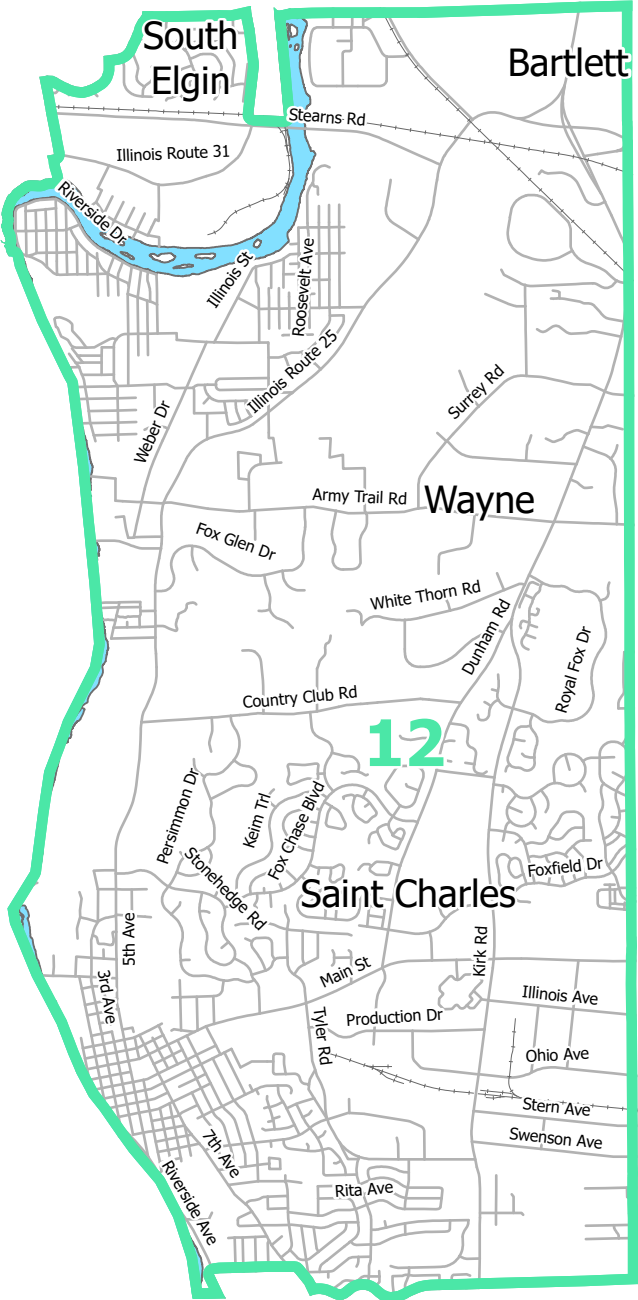 South
Elgin
Bartlett
Stearns Rd
Illinois Route 31
Riverside Dr
Illinois St
Roosevelt Ave
Illinois Route 25
Surrey Rd
Weber Dr
Army Trail Rd
Wayne
Fox Glen Dr
White Thorn Rd
Dunham Rd
Royal Fox Dr
Country Club Rd
12
Persimmon Dr
Keim Trl
Fox Chase Blvd
Stonehedge Rd
Foxfield Dr
Saint Charles
5th Ave
Kirk Rd
Main St
3rd Ave
Illinois Ave
Production Dr
Tyler Rd
Ohio Ave
Stern Ave
Swenson Ave
7th Ave
Riverside Ave
Rita Ave